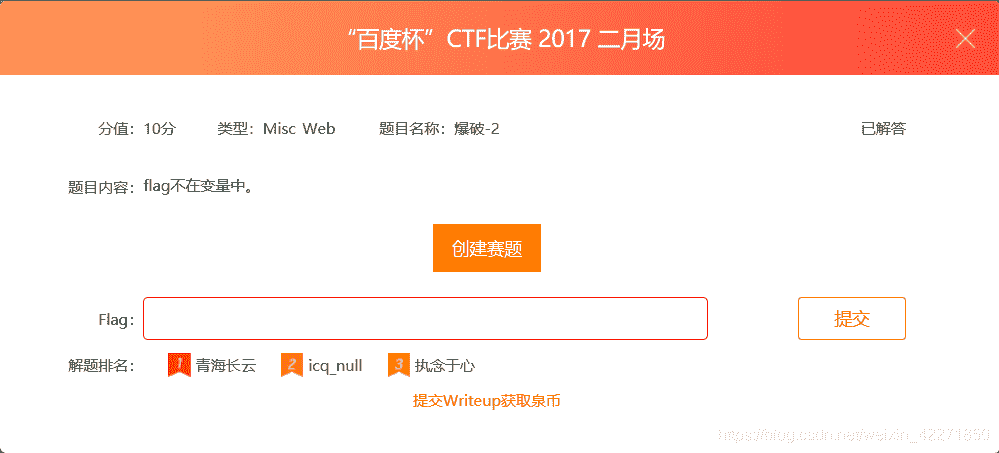 “百度杯”CTF比赛 2017 二月场
分值：10分 类型：Misc Web 题目名称：爆破-2 已解答
题目内容：flag不在变量中。
创建赛题
Flag： 提交
解题排名： 1 青海长云 2 icq_null 3 执念于心
提交Writeup获取泉币
https://blog.csdn.net/weixin_42271850